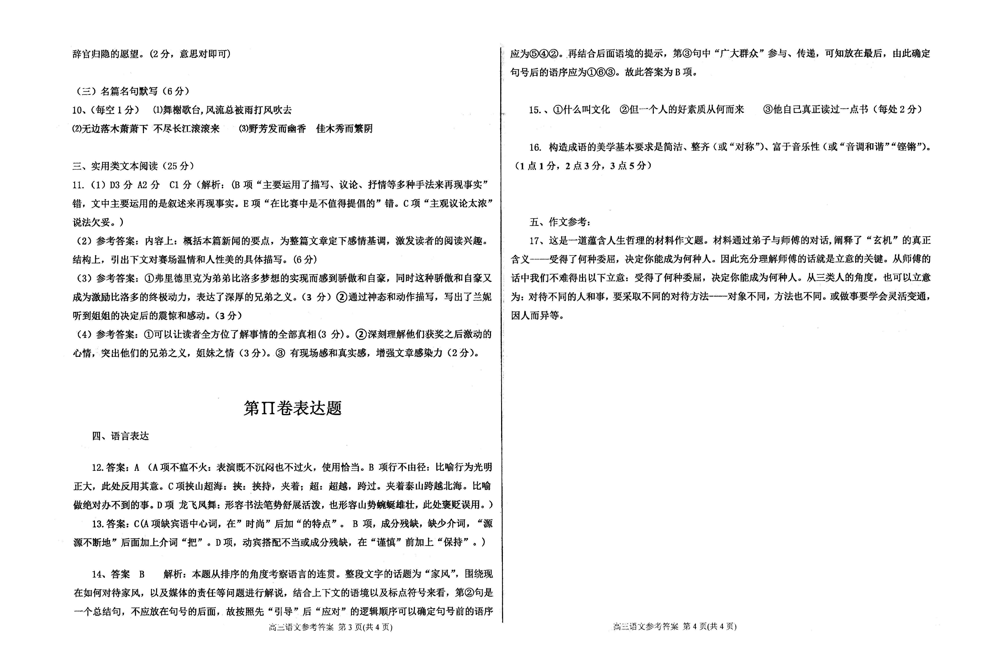 辞官归隐的愿望。(2分，意思对即可)
（三）名篇名句默写（6分）
10、（每空1分） ⑴舞榭歌台,风流总被雨打风吹去
⑵无边落木萧萧下 不尽长江滚滚来 ⑶野芳发而幽香 佳木秀而繁阴
三、实用类文本阅读（25分）
11.（1）D3分 A2分 C1分（解析：(B项“主要运用了描写、议论、抒情等多种手法来再现事实”
错，文中主要运用的是叙述来再现事实。E项“在比赛中是不值得提倡的”错。C项“主观议论太浓”
说法欠妥。)
（2）参考答案：内容上：概括本篇新闻的要点，为整篇文章定下感情基调，激发读者的阅读兴趣。
结构上，引出下文对赛场温情和人性美的具体描写。(6分)
（3）参考答案：①弗里德里克为弟弟比洛多梦想的实现而感到骄傲和自豪，同时这种骄傲和自豪又
成为激励比洛多的终极动力，表达了深厚的兄弟之义。（3 分）②通过神态和动作描写，写出了兰妮
听到姐姐的决定后的震惊和感动。（3分）
（4）参考答案：①可以让读者全方位了解事情的全部真相(3 分)。②深刻理解他们获奖之后激动的
心情，突出他们的兄弟之义，姐妹之情（3分）。③ 有现场感和真实感，增强文章感染力（2分）。
第Ⅱ卷表达题
四、语言表达
12.答案：A （A项不瘟不火：表演既不沉闷也不过火，使用恰当。B 项行不由径：比喻行为光明
正大，此处反用其意。C项挟山超海：挟：挟持，夹着；超：超越，跨过。夹着泰山跨越北海。比喻
做绝对办不到的事。D项 龙飞凤舞：形容书法笔势舒展活泼，也形容山势蜿蜒雄壮，此处褒贬误用。）
13.答案：C(A项缺宾语中心词，在”时尚”后加“的特点”。 B 项，成分残缺，缺少介词，“源
源不断地”后面加上介词“把”。D项，动宾搭配不当或成分残缺，在“谨慎”前加上“保持”。)
14、答案 B 解析：本题从排序的角度考察语言的连贯。整段文字的话题为“家风”，围绕现
在如何对待家风，以及媒体的责任等问题进行解说，结合上下文的语境以及标点符号来看，第②句是
一个总结句，不应放在句号的后面，故按照先“引导”后“应对”的逻辑顺序可以确定句号前的语序
高三语文参考答案 第3页(共4页)
应为⑤④②。再结合后面语境的提示，第③句中“广大群众”参与、传递，可知放在最后，由此确定
句号后的语序应为①⑥③。故此答案为B项。
15.、①什么叫文化 ②但一个人的好素质从何而来 ③他自己真正读过一点书（每处2分）
16. 构造成语的美学基本要求是简洁、整齐（或“对称”）、富于音乐性（或“音调和谐”“铿锵”）。
（1点1分，2点3分，3点5分）
五、作文参考：
17、这是一道蕴含人生哲理的材料作文题。材料通过弟子与师傅的对话,阐释了“玄机”的真正
含义——受得了何种委屈，决定你能成为何种人。因此充分理解师傅的话就是立意的关键。从师傅的
话中我们不难得出以下立意：受得了何种委屈，决定你能成为何种人。从三类人的角度，也可以立意
为：对待不同的人和事，要采取不同的对待方法——对象不同，方法也不同。或做事要学会灵活变通，
因人而异等。
高三语文参考答案 第4页(共4页)